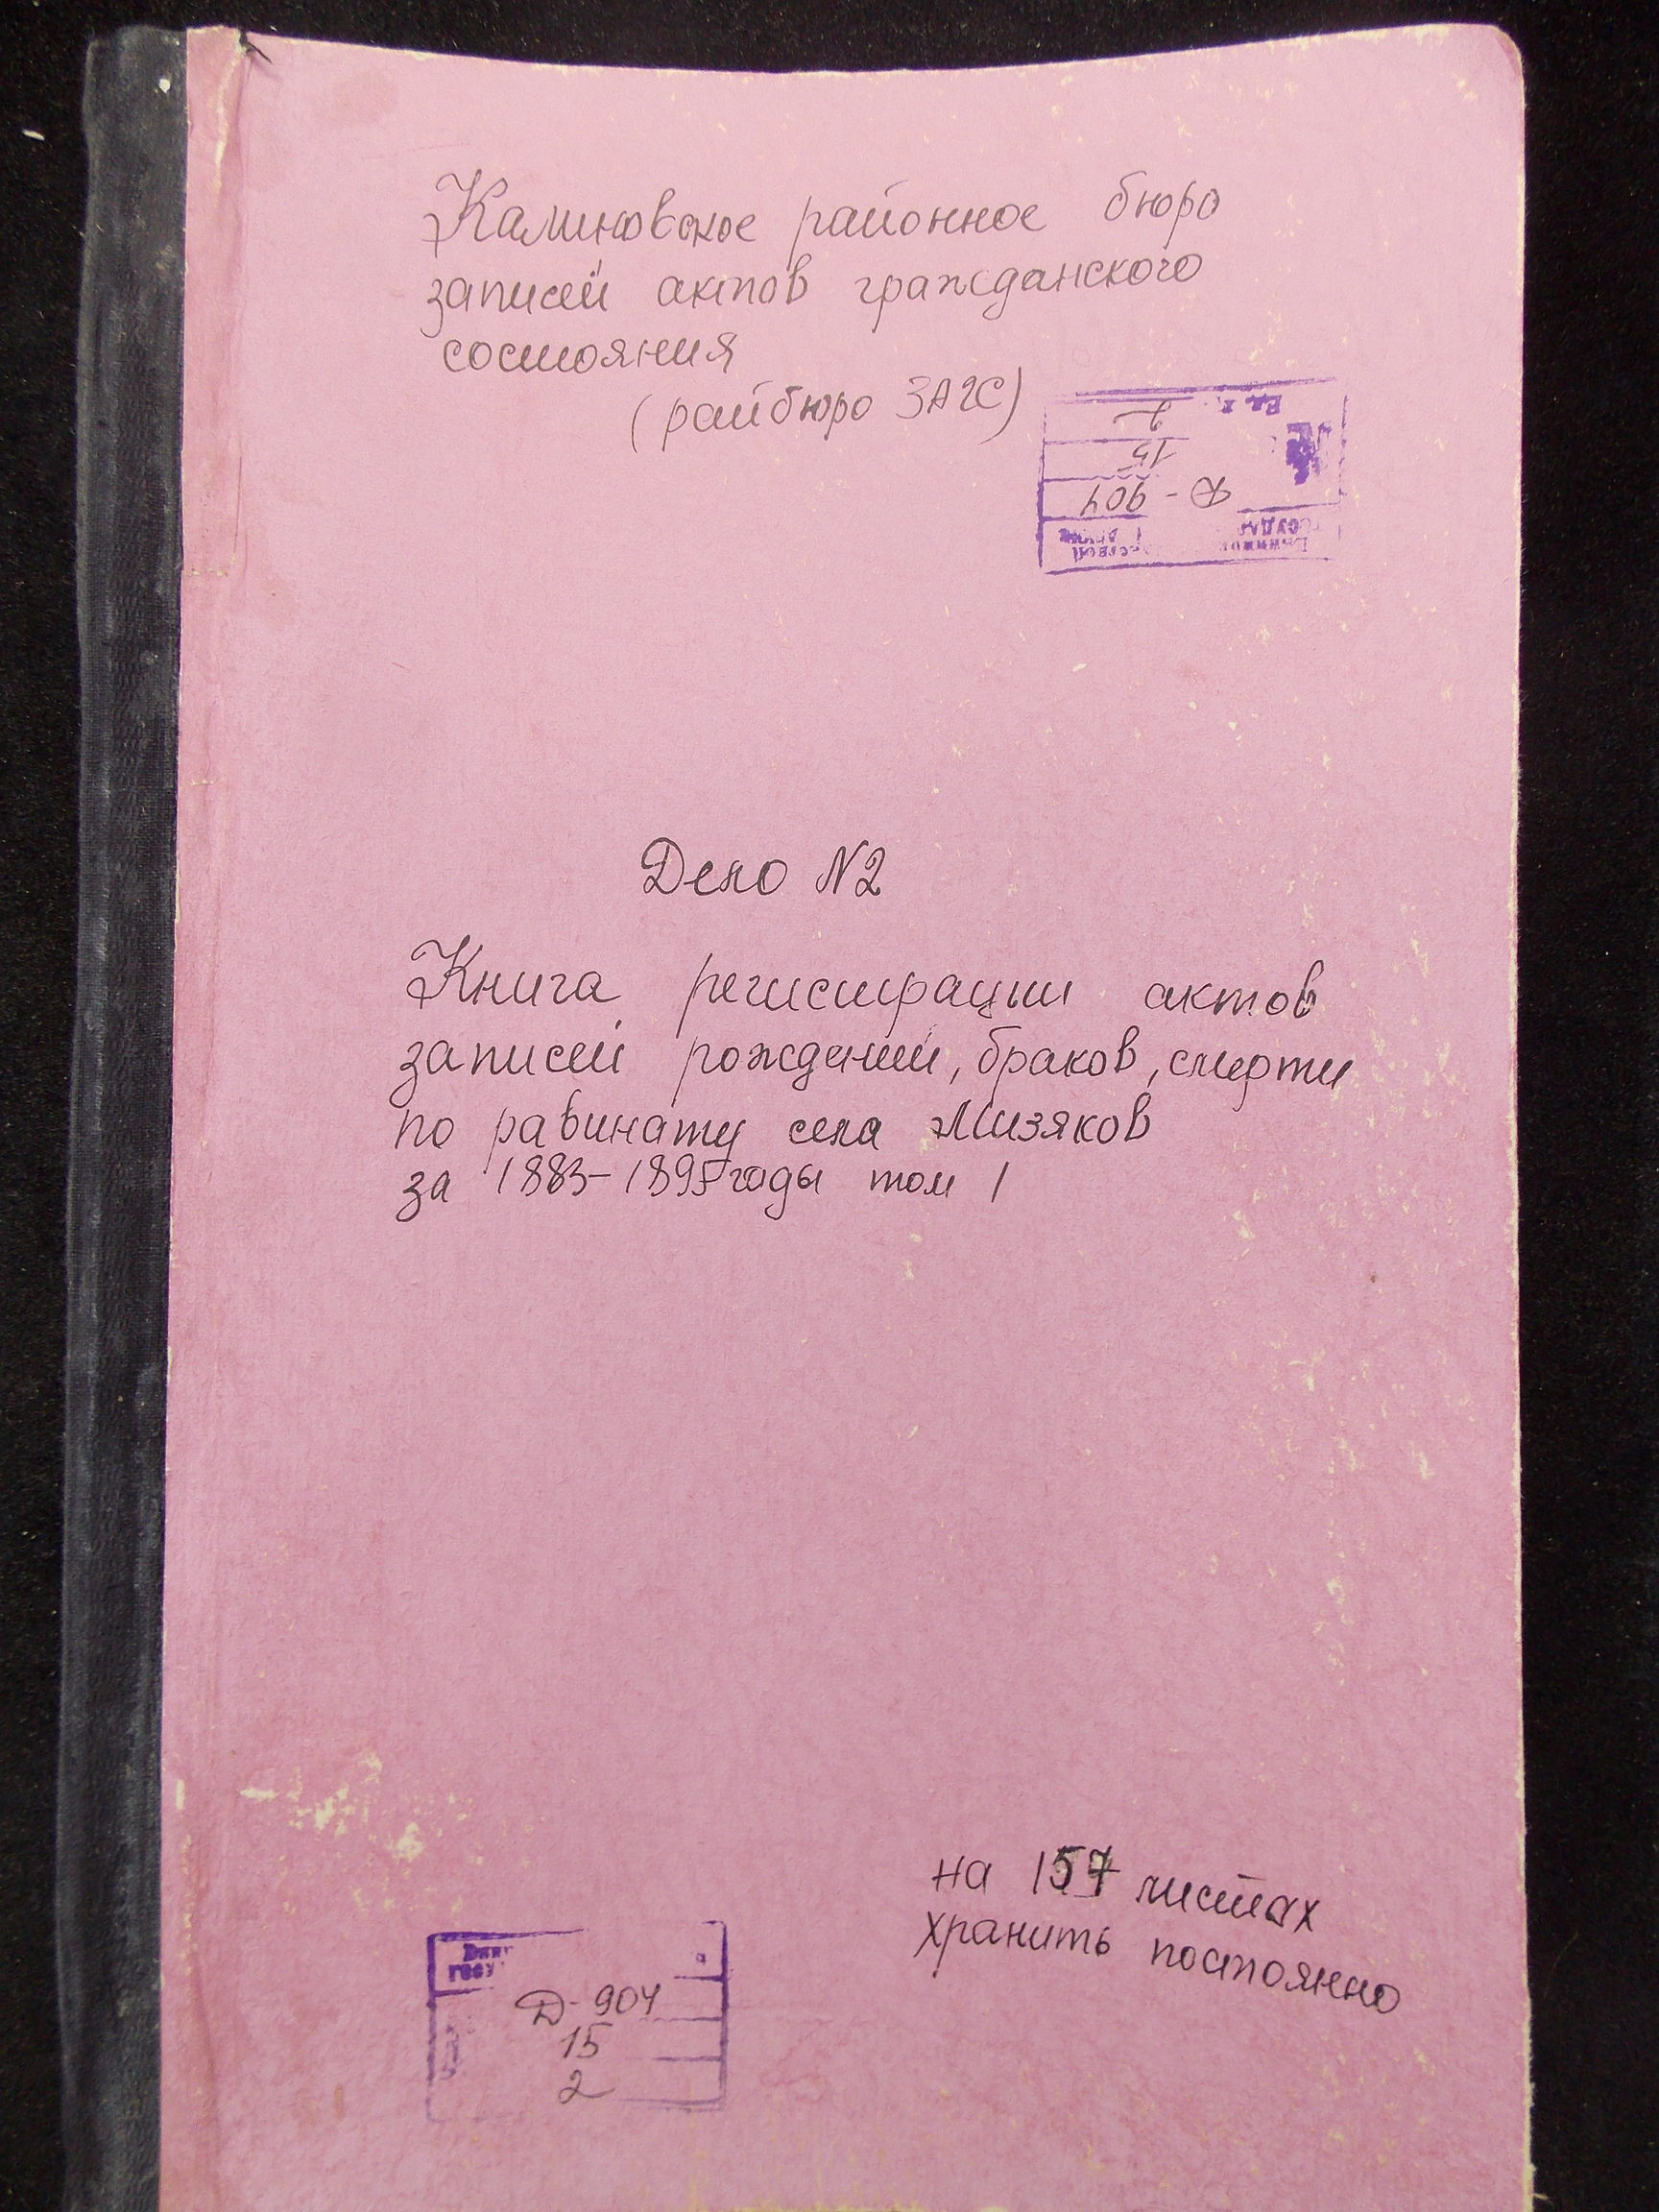 Калиновское районное бюро
записей актов гражданского
состояния
(райбюро ЗАГС)
Ед. х.
2
15
Д-904
Дело N2
Книга регистрации актов
записей рождений, браков, смерти
по равинату села Мизяков
за 1883-1895 годы том 1
на 157 листах
хранить постоянно
Д-904
15
2